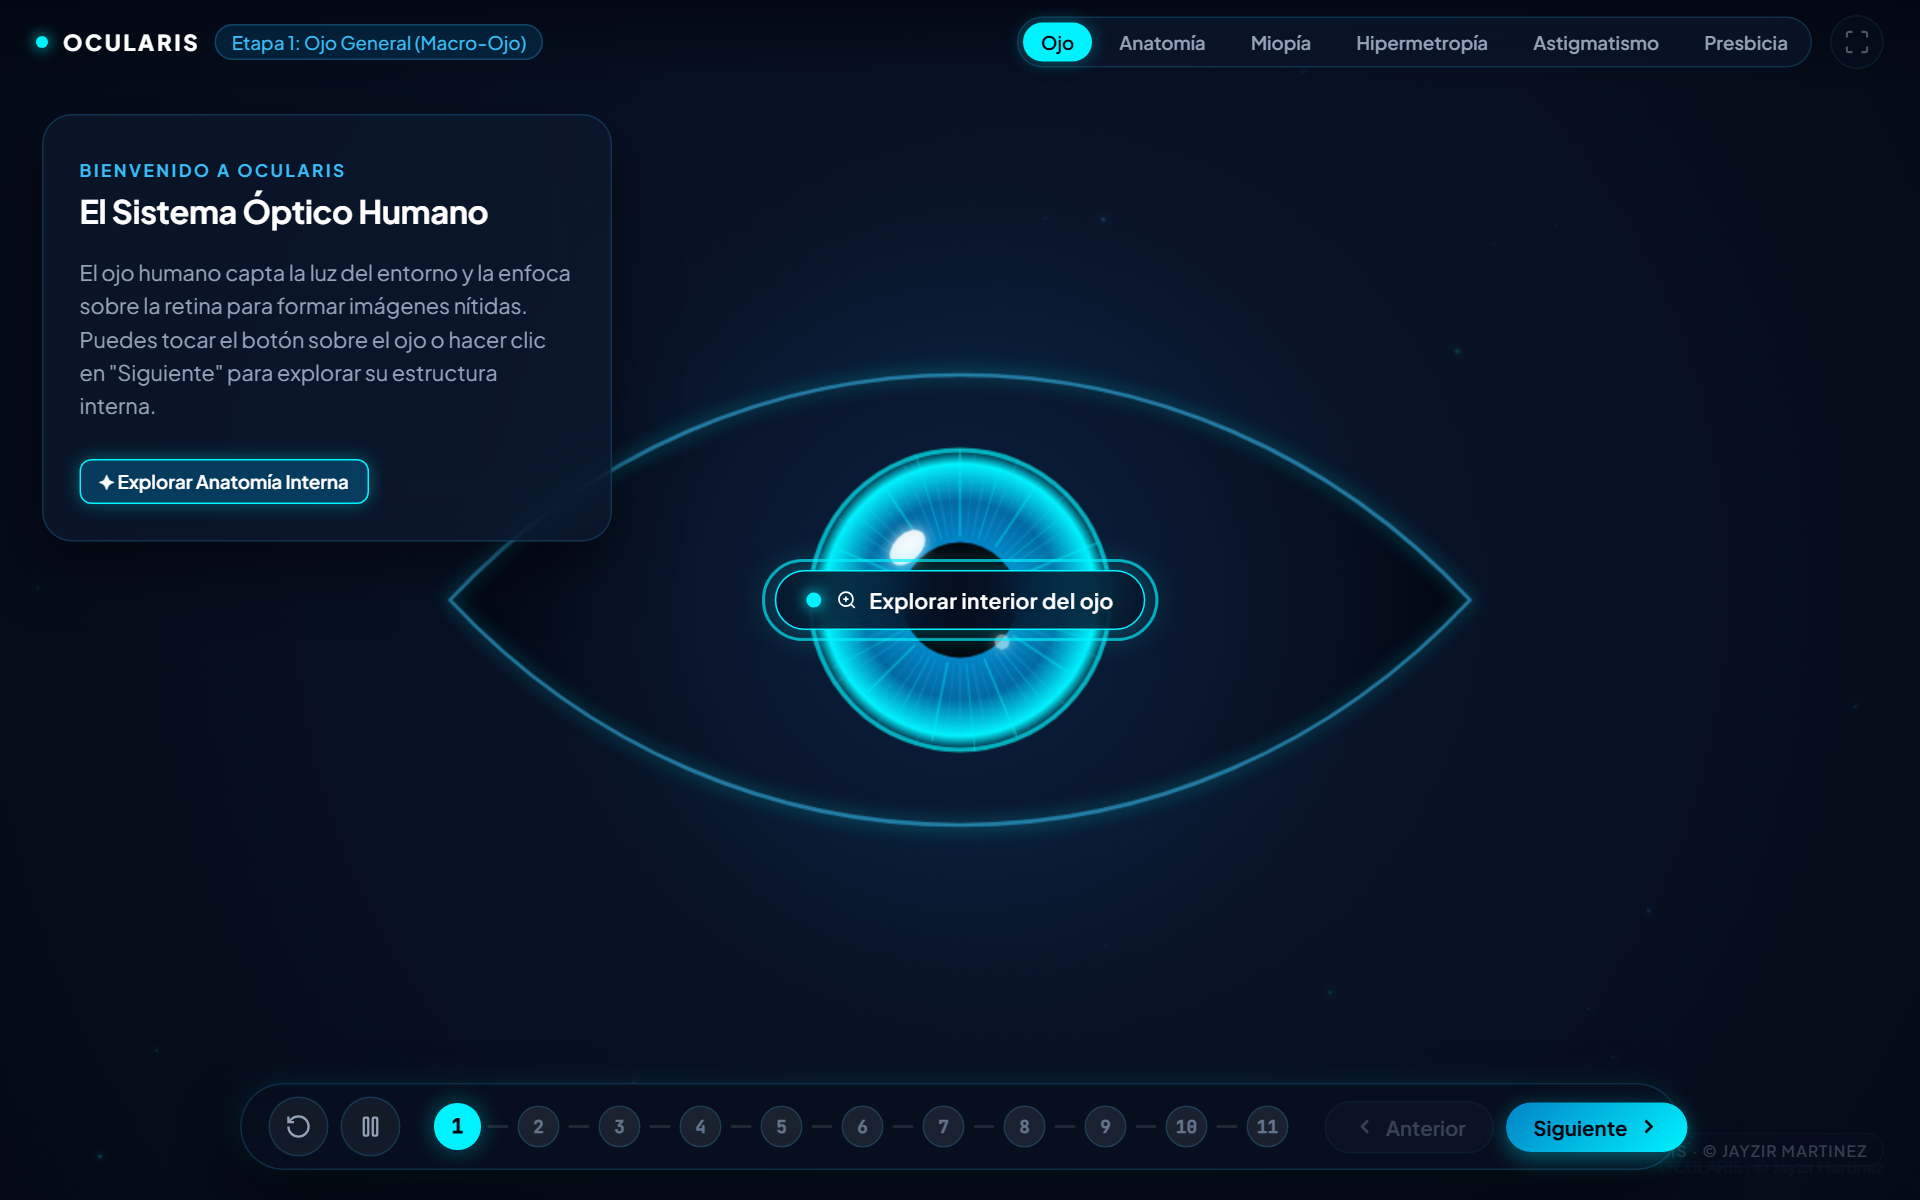 OCULARIS
Etapa 1: Ojo General (Macro-Ojo)
Ojo
Anatomía
Miopía
Hipermetropía
Astigmatismo
Presbicia
BIENVENIDO A OCULARIS
El Sistema Óptico Humano
El ojo humano capta la luz del entorno y la enfoca
sobre la retina para formar imágenes nítidas.
Puedes tocar el botón sobre el ojo o hacer clic
en "Siguiente" para explorar su estructura
interna.
Explorar Anatomía Interna
Explorar interior del ojo
1
2
3
4
5
6
7
8
9
10
11
Anterior
Siguiente
© JAYZIR MARTINEZ